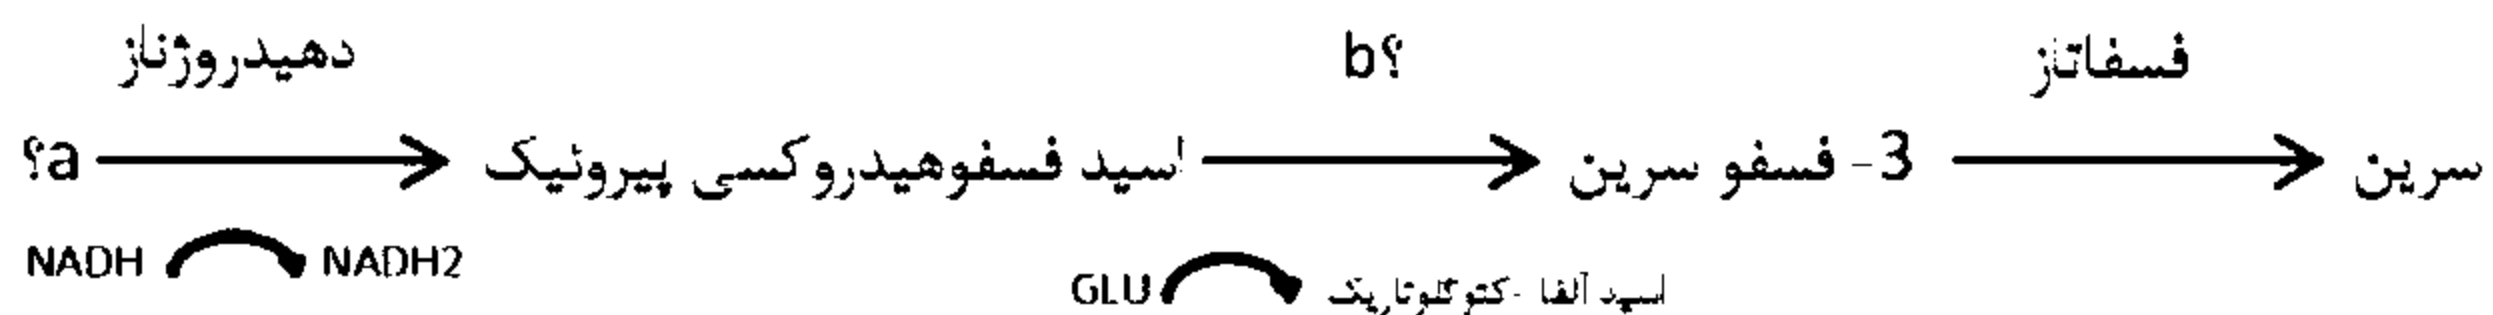 دهیدروژناز
b؟
فسفاتاز
a؟
اسید فسفوهیدروکسی پیروئیک
3- فسفو سرین
سرین
NADH
NADH2
GLU
اسید آلفا - کتوگلوتاریک